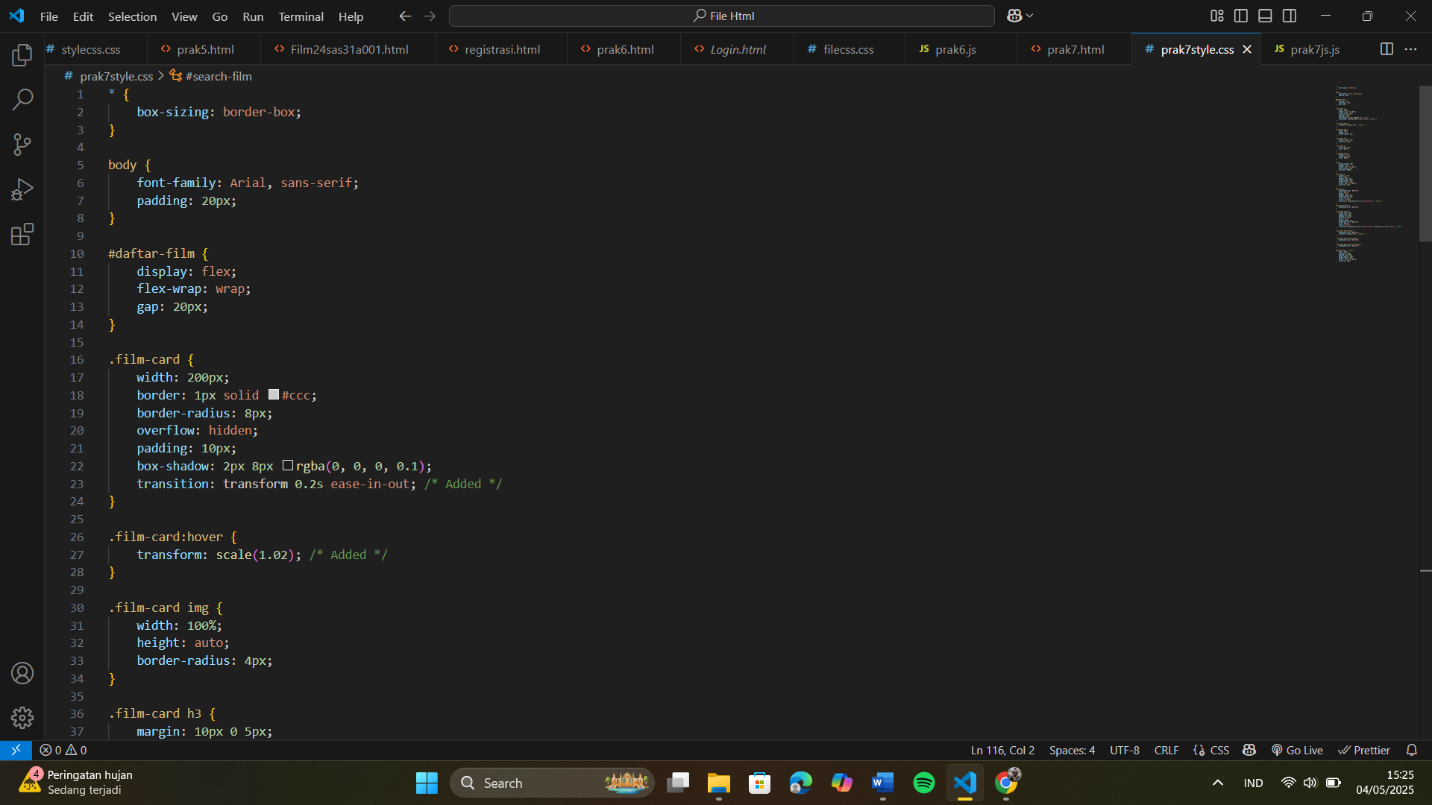 File Edit Selection View Go Run Terminal Help
File Html
stylecss.css
prak5.html
Film24sas31a001.html
registrasi.html
prak6.html
Login.html
filecss.css
JS prak6.js
prak7.html
prak7style.css
JS prak7js.js
# prak7style.css > #search-film
1 * {
2 box-sizing: border-box;
3 }
4
5 body {
6 font-family: Arial, sans-serif;
7 padding: 20px;
8 }
9
10 #daftar-film {
11 display: flex;
12 flex-wrap: wrap;
13 gap: 20px;
14 }
15
16 .film-card {
17 width: 200px;
18 border: 1px solid #ccc;
19 border-radius: 8px;
20 overflow: hidden;
21 padding: 10px;
22 box-shadow: 2px 8px rgba(0, 0, 0, 0.1);
23 transition: transform 0.2s ease-in-out; /* Added */
24 }
25
26 .film-card:hover {
27 transform: scale(1.02); /* Added */
28 }
29
30 .film-card img {
31 width: 100%;
32 height: auto;
33 border-radius: 4px;
34 }
35
36 .film-card h3 {
37 margin: 10px 0 5px;
0 0
Ln 116, Col 2 Spaces: 4 UTF-8 CRLF {} CSS Go Live Prettier
4
Peringatan hujan
Sedang terjadi
Search
IND
15:25
04/05/2025